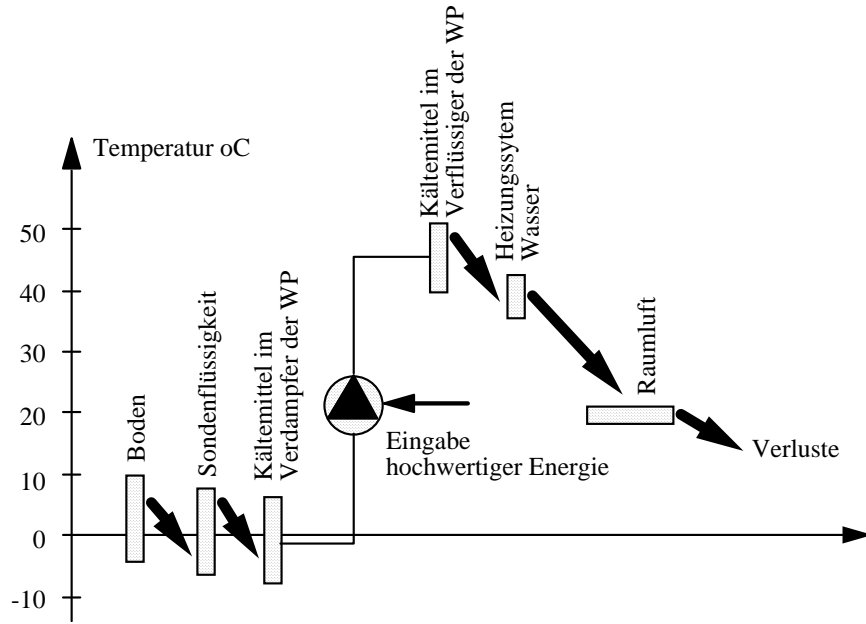 Temperatur oC
50
40
30
20
10
0
-10
Boden
Sondenflüssigkeit
Kältemittel im
Verdampfer der WP
Kältemittel im
Verflüssiger der WP
Heizungssytem
Wasser
Raumluft
Eingabe
hochwertiger Energie
Verluste